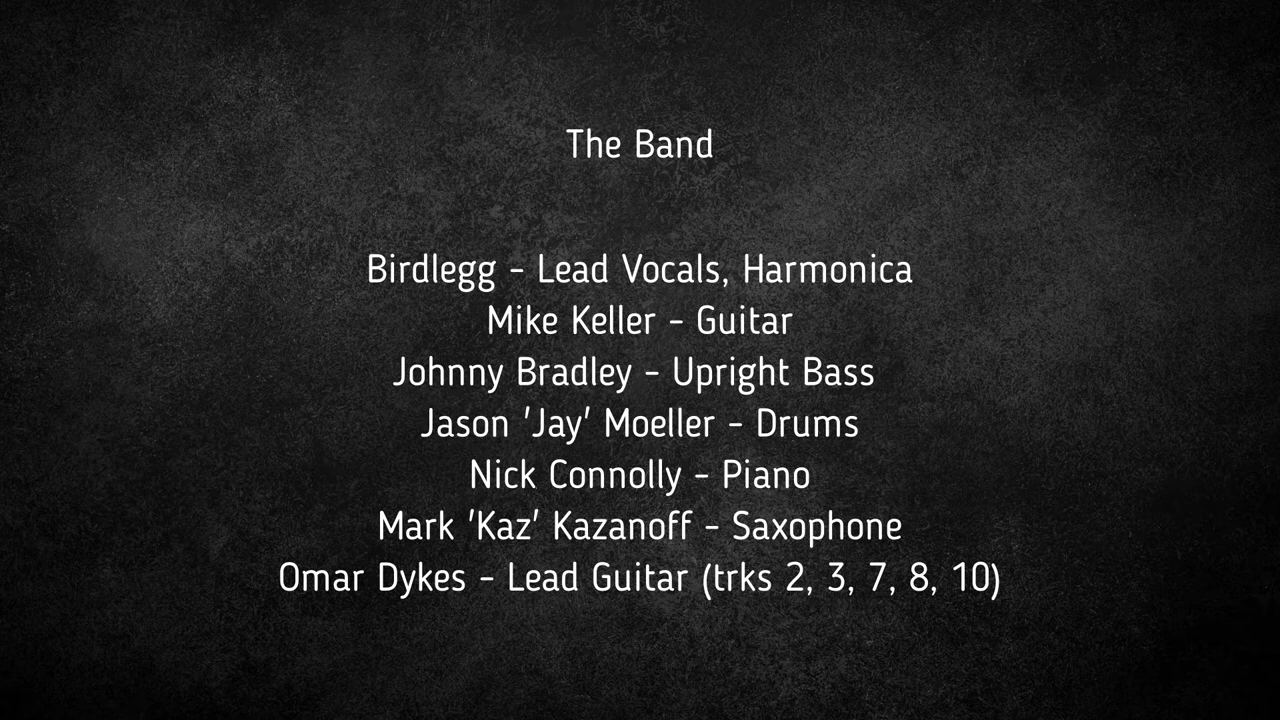 The Band
Birdlegg - Lead Vocals, Harmonica
Mike Keller - Guitar
Johnny Bradley - Upright Bass
Jason 'Jay' Moeller - Drums
Nick Connolly - Piano
Mark 'Kaz' Kazanoff - Saxophone
Omar Dykes - Lead Guitar (trks 2, 3, 7, 8, 10)